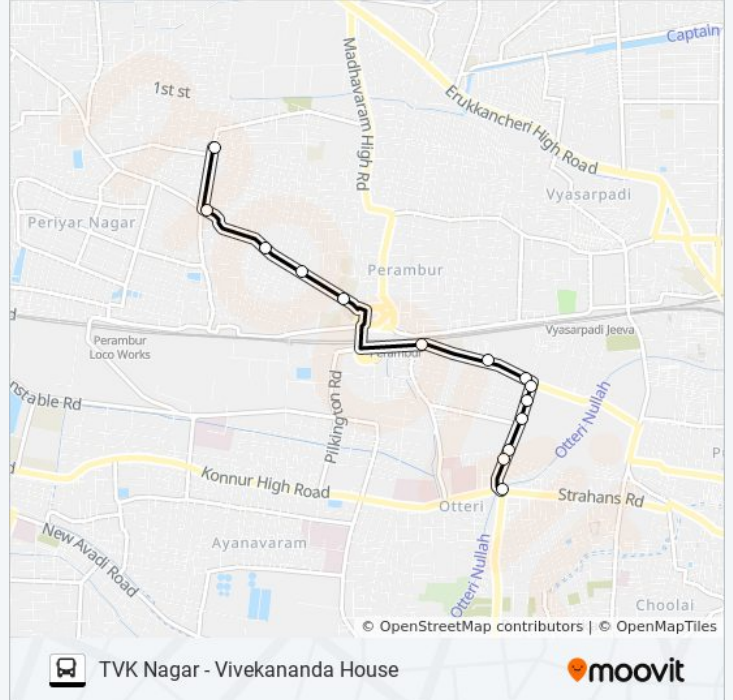 Captain
1st st
Madhavaram High Rd
Erukkancheri High Road
Vyasarpadi
Periyar Nagar
Perambur
Vyasarpadi Jeeva
d
Perambur
Loco Works
Perambur
nstable Rd
Pilkington Rd
Otteri Nullah
P
d
Konnur High Road
Strahans Rd
Otteri
New Avadi Road
Ayanavaram
Otteri Nullah
Choolai
© OpenStreetMap contributors | © OpenMapTiles
TVK Nagar - Vivekananda House
moovit